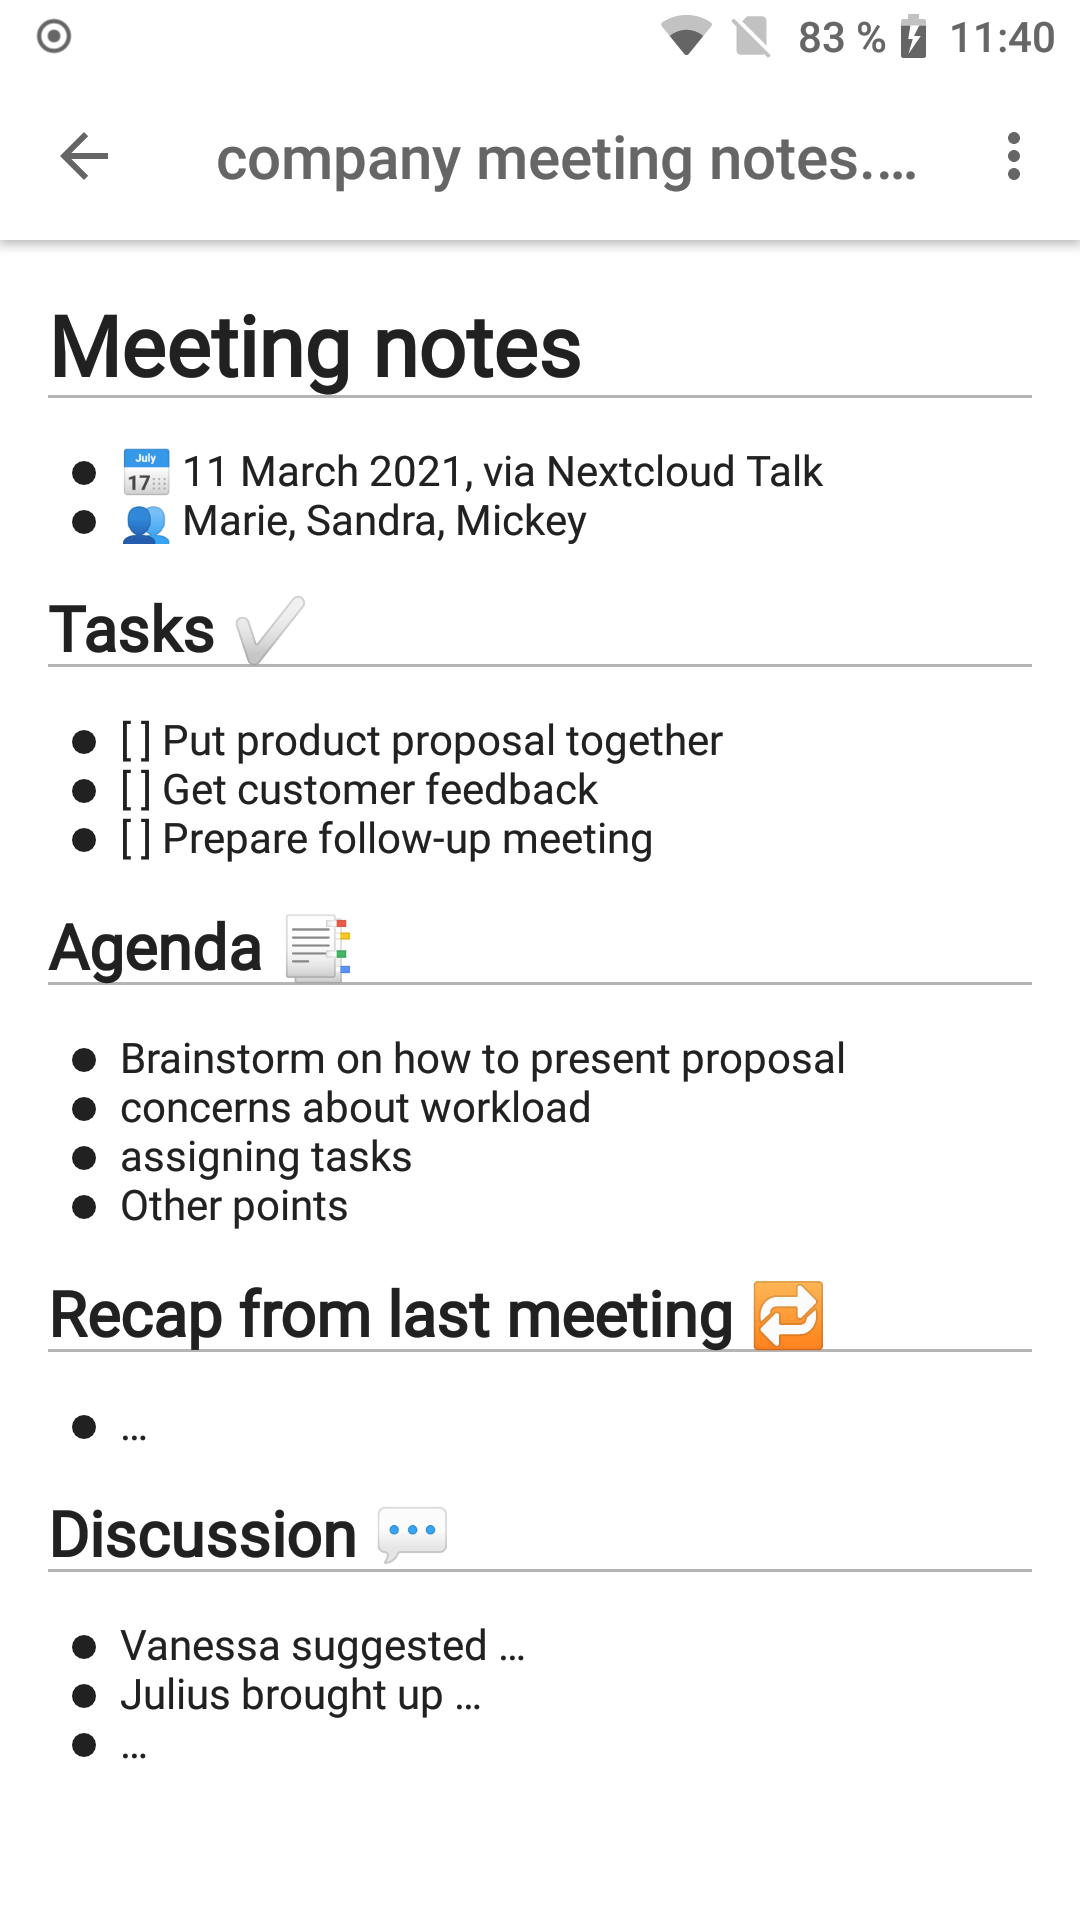 83 % 11:40
company meeting notes.…
Meeting notes
July 17 11 March 2021, via Nextcloud Talk
Marie, Sandra, Mickey
Tasks ✔
[ ] Put product proposal together
[ ] Get customer feedback
[ ] Prepare follow-up meeting
Agenda 📑
Brainstorm on how to present proposal
concerns about workload
assigning tasks
Other points
Recap from last meeting 🔁
...
Discussion 💬
Vanessa suggested ...
Julius brought up ...
...